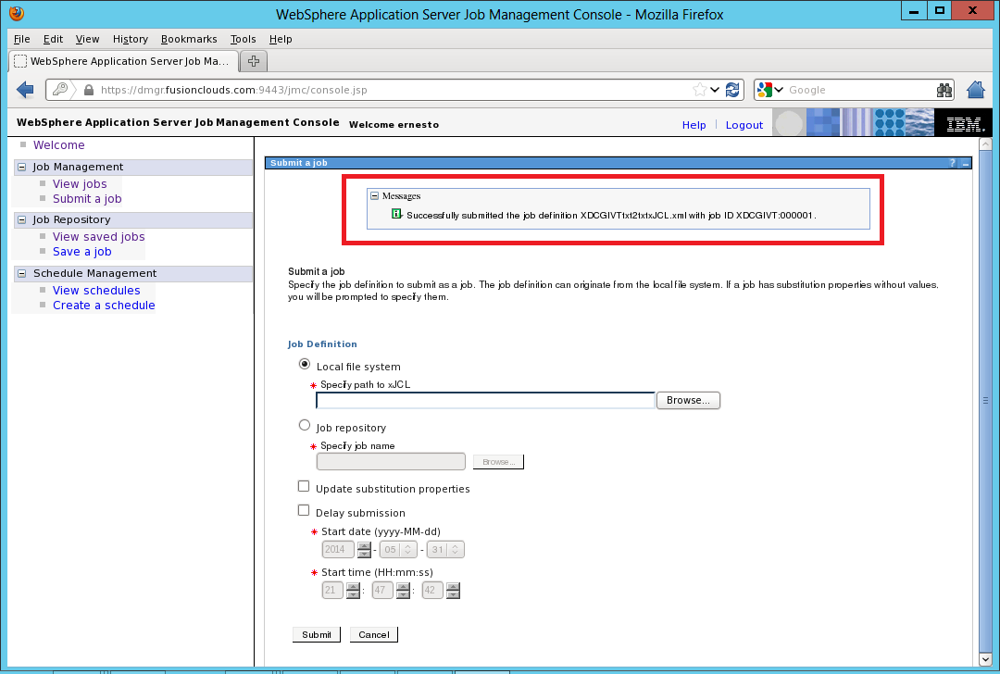 WebSphere Application Server Job Management Console - Mozilla Firefox
File Edit View History Bookmarks Tools Help
WebSphere Application Server Job Ma...
https://dmgr.fusionclouds.com:9443/jmc/console.jsp
Google
WebSphere Application Server Job Management Console Welcome ernesto
Help | Logout
IBM.
Welcome
Job Management
View jobs
Submit a job
Job Repository
View saved jobs
Save a job
Schedule Management
View schedules
Create a schedule
Submit a job
? _
Messages
Successfully submitted the job definition XDCGIVTtxt2txtxJCL.xml with job ID XDCGIVT:000001.
Submit a job
Specify the job definition to submit as a job. The job definition can originate from the local file system. If a job has substitution properties without values,
you will be prompted to specify them.
Job Definition
Local file system
* Specify path to xJCL
Browse...
Job repository
* Specify job name
Browse...
Update substitution properties
Delay submission
* Start date (yyyy-MM-dd)
2014 - 05 - 31
* Start time (HH:mm:ss)
21 : 47 : 42
Submit Cancel